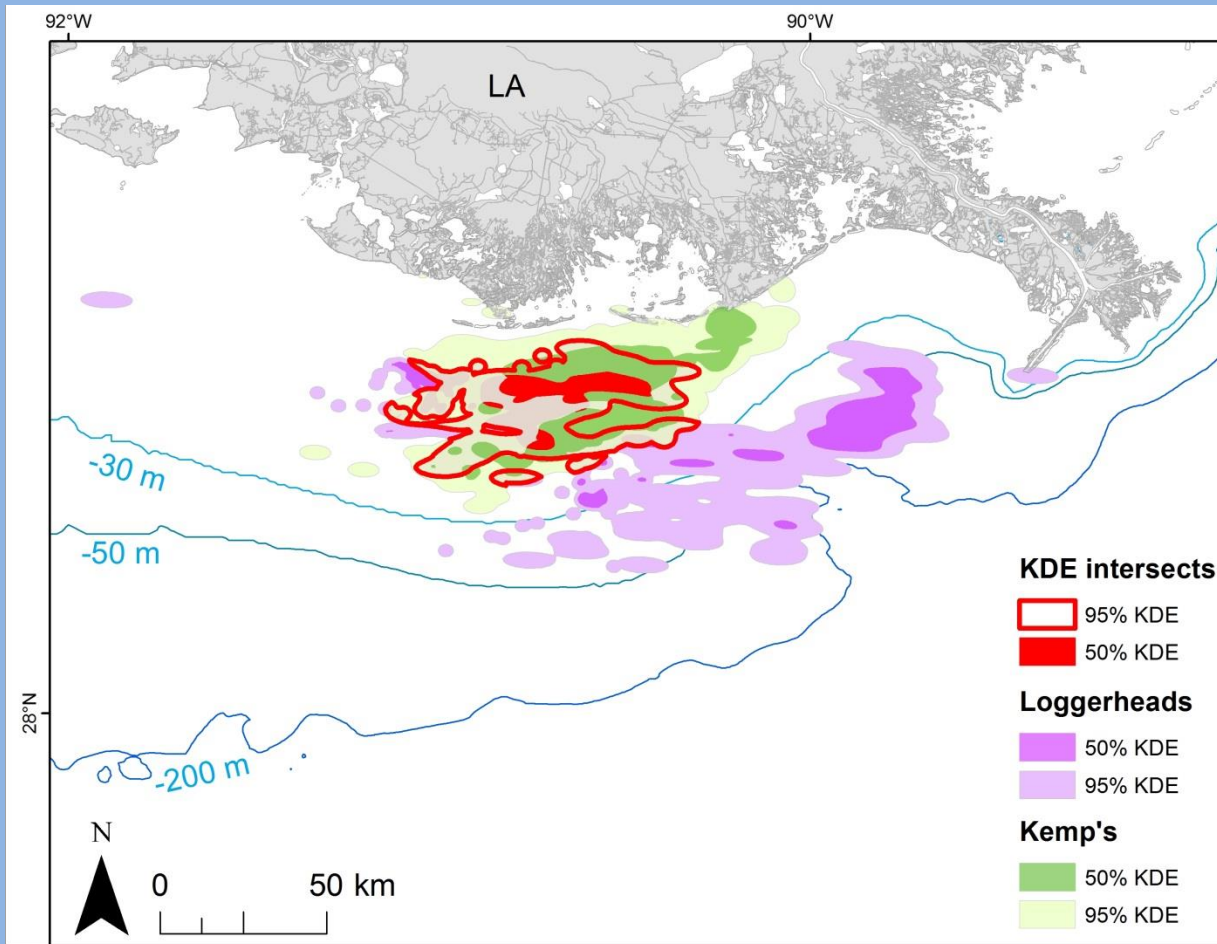 92°W
90°W
LA
-30 m
-50 m
28°N
-200 m
N
0
50 km
KDE intersects
95% KDE
50% KDE
Loggerheads
50% KDE
95% KDE
Kemp's
50% KDE
95% KDE